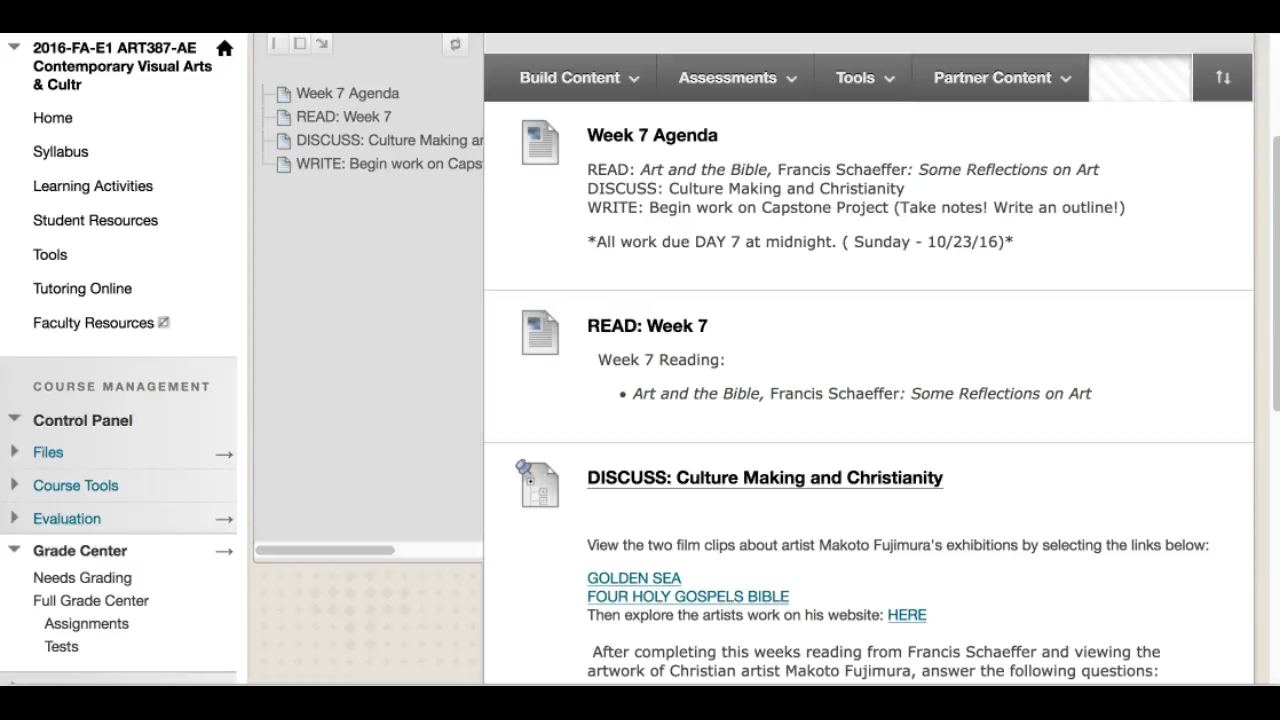 2016-FA-E1 ART387-AE
Contemporary Visual Arts
& Cultr
Home
Syllabus
Learning Activities
Student Resources
Tools
Tutoring Online
Faculty Resources
COURSE MANAGEMENT
Control Panel
Files
Course Tools
Evaluation
Grade Center
Needs Grading
Full Grade Center
Assignments
Tests
Week 7 Agenda
READ: Week 7
DISCUSS: Culture Making ar
WRITE: Begin work on Caps
Build Content
Assessments
Tools
Partner Content
Week 7 Agenda
READ: Art and the Bible, Francis Schaeffer: Some Reflections on Art
DISCUSS: Culture Making and Christianity
WRITE: Begin work on Capstone Project (Take notes! Write an outline!)
*All work due DAY 7 at midnight. ( Sunday - 10/23/16)*
READ: Week 7
Week 7 Reading:
• Art and the Bible, Francis Schaeffer: Some Reflections on Art
DISCUSS: Culture Making and Christianity
View the two film clips about artist Makoto Fujimura's exhibitions by selecting the links below:
GOLDEN SEA
FOUR HOLY GOSPELS BIBLE
Then explore the artists work on his website: HERE
After completing this weeks reading from Francis Schaeffer and viewing the
artwork of Christian artist Makoto Fujimura, answer the following questions: